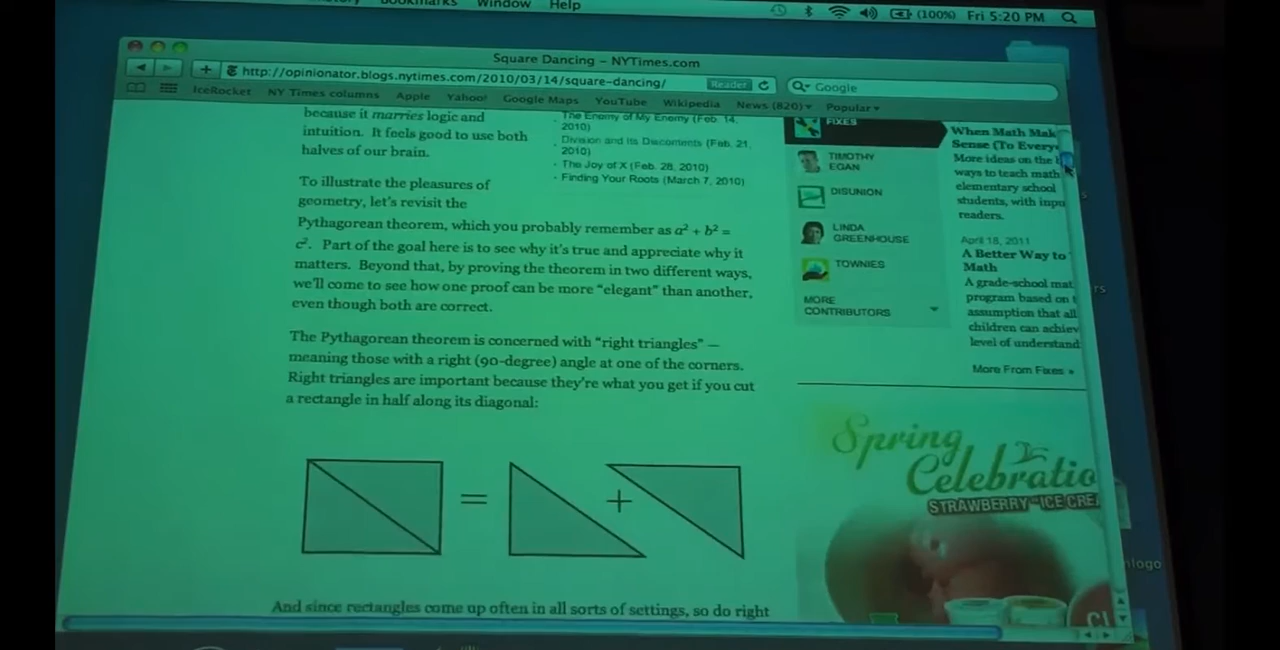 Bookmarks Window Help
(100%) Fri 5:20 PM
Square Dancing – NYTimes.com
http://opinionator.blogs.nytimes.com/2010/03/14/square-dancing/
Reader
Google
IceRocket NY Times columns Apple Yahoo! Google Maps YouTube Wikipedia News (820) Popular
because it marries logic and
intuition. It feels good to use both
halves of our brain.
To illustrate the pleasures of
geometry, let's revisit the
Pythagorean theorem, which you probably remember as a² + b² =
c². Part of the goal here is to see why it's true and appreciate why it
matters. Beyond that, by proving the theorem in two different ways,
we'll come to see how one proof can be more “elegant” than another,
even though both are correct.
The Pythagorean theorem is concerned with “right triangles” —
meaning those with a right (90-degree) angle at one of the corners.
Right triangles are important because they're what you get if you cut
a rectangle in half along its diagonal:
= +
And since rectangles come up often in all sorts of settings, so do right
The Enemy of My Enemy (Feb. 14,
2010)
Division and Its Discontents (Feb. 21,
2010)
The Joy of X (Feb. 28, 2010)
Finding Your Roots (March 7, 2010)
FIXES
TIMOTHY
EGAN
DISUNION
LINDA
GREENHOUSE
TOWNIES
MORE
CONTRIBUTORS
When Math Mak
Sense (To Every
More ideas on the b
ways to teach math
elementary school
students, with inpu
readers.
April 18, 2011
A Better Way to
Math
A grade-school mat
program based on t
assumption that all
children can achiev
level of understand
More From Fixes »
Spring
Celebratio
STRAWBERRY ICE CREA